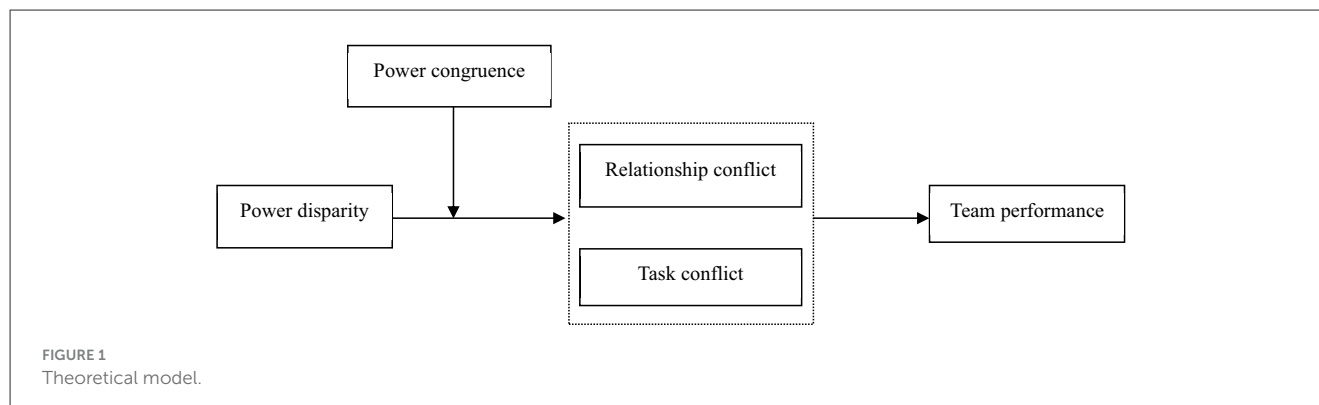 Power congruence
Relationship conflict
Power disparity
Team performance
Task conflict
FIGURE 1
Theoretical model.